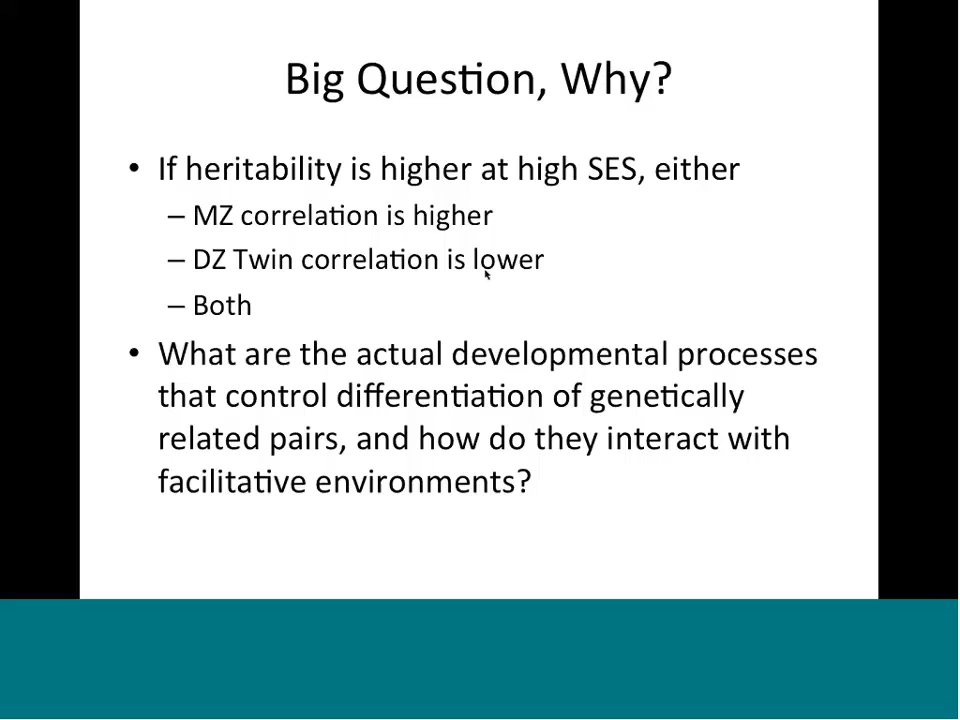 Big Question, Why?
• If heritability is higher at high SES, either
– MZ correlation is higher
– DZ Twin correlation is lower
– Both
• What are the actual developmental processes
that control differentiation of genetically
related pairs, and how do they interact with
facilitative environments?